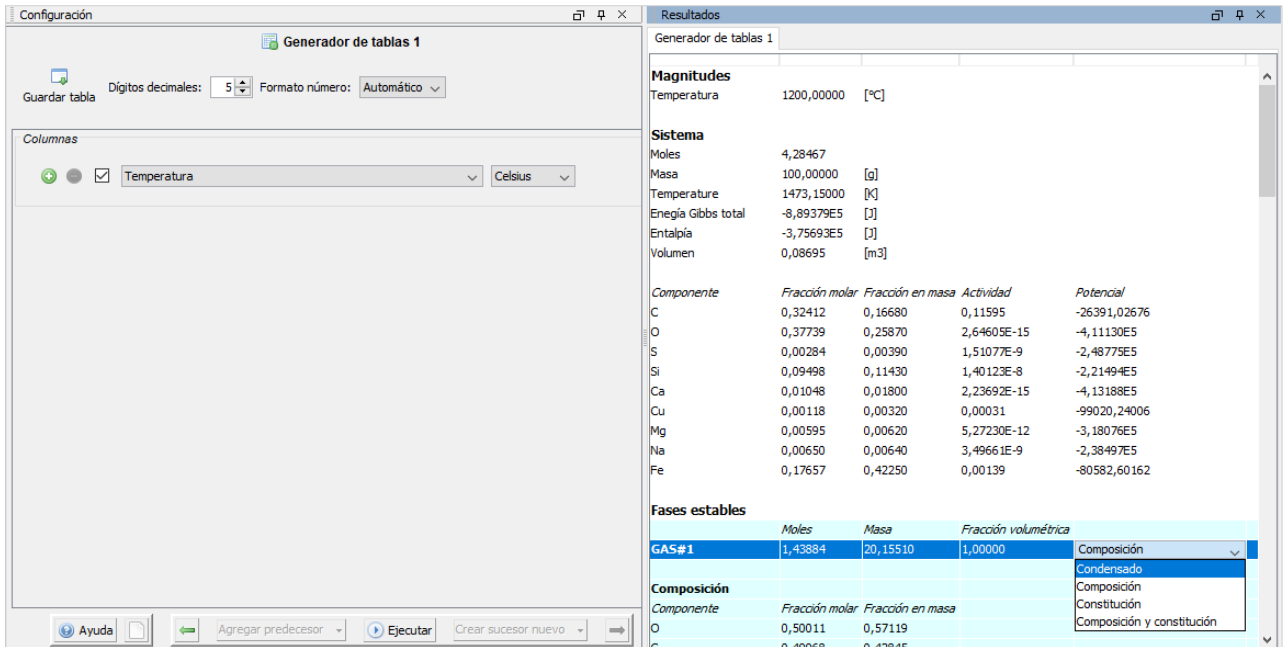 Configuración
Generador de tablas 1
Guardar tabla
Dígitos decimales: 5 Formato número: Automático
Columnas
Temperatura Celsius
Ayuda Agregar predecesor Ejecutar Crear sucesor nuevo
Resultados
Generador de tablas 1
Magnitudes
Temperatura 1200,00000 [°C]
Sistema
Moles 4,28467
Masa 100,00000 [g]
Temperature 1473,15000 [K]
Enegía Gibbs total -8,89379E5 [J]
Entalpía -3,75693E5 [J]
Volumen 0,08695 [m3]
Componente Fracción molar Fracción en masa Actividad Potencial
C 0,32412 0,16680 0,11595 -26391,02676
O 0,37739 0,25870 2,64605E-15 -4,11130E5
S 0,00284 0,00390 1,51077E-9 -2,48775E5
Si 0,09498 0,11430 1,40123E-8 -2,21494E5
Ca 0,01048 0,01800 2,23692E-15 -4,13188E5
Cu 0,00118 0,00320 0,00031 -99020,24006
Mg 0,00595 0,00620 5,27230E-12 -3,18076E5
Na 0,00650 0,00640 3,49661E-9 -2,38497E5
Fe 0,17657 0,42250 0,00139 -80582,60162
Fases estables
Moles Masa Fracción volumétrica
GAS#1 1,43884 20,15510 1,00000 Composición
Condensado
Composición
Constitución
Composición y constitución
Composición
Componente Fracción molar Fracción en masa
O 0,50011 0,57119